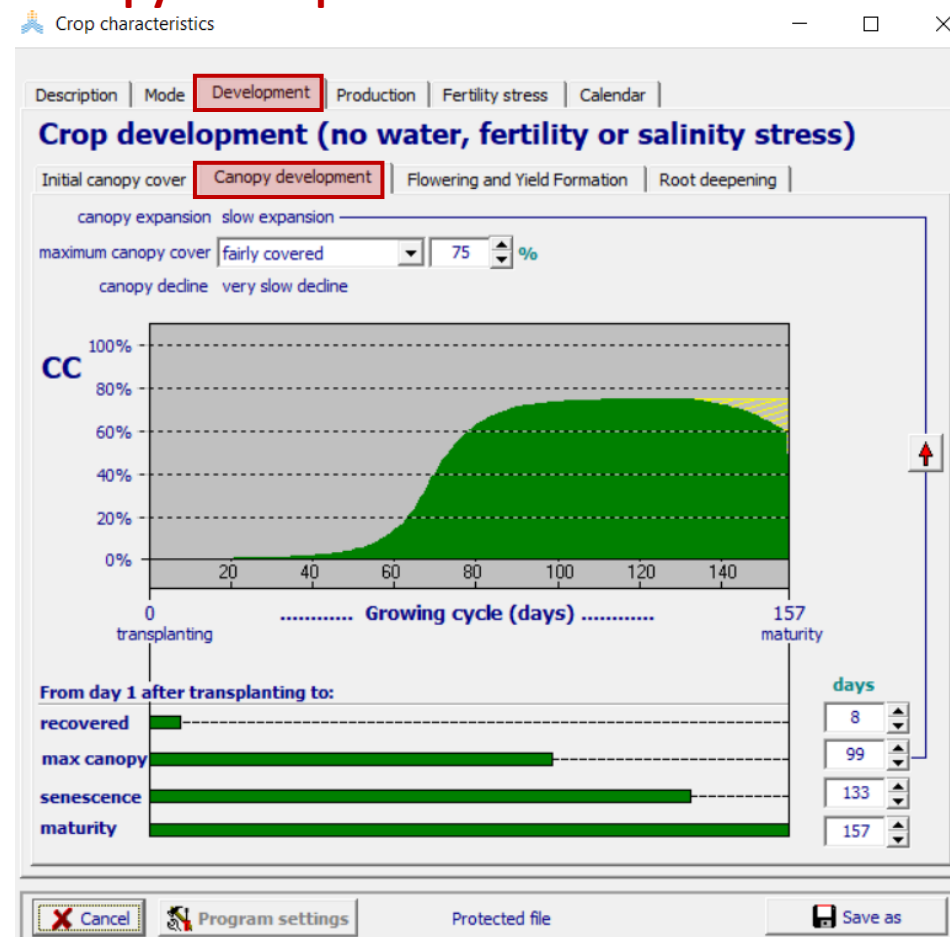 Crop characteristics
Description Mode Development Production Fertility stress Calendar
Crop development (no water, fertility or salinity stress)
Initial canopy cover Canopy development Flowering and Yield Formation Root deepening
canopy expansion slow expansion
maximum canopy cover fairly covered 75 %
canopy decline very slow decline
CC
100%
80%
60%
40%
20%
0%
20 40 60 80 100 120 140
0 ............ Growing cycle (days) ............ 157
transplanting maturity
From day 1 after transplanting to: days
recovered 8
max canopy 99
senescence 133
maturity 157
Cancel Program settings Protected file Save as